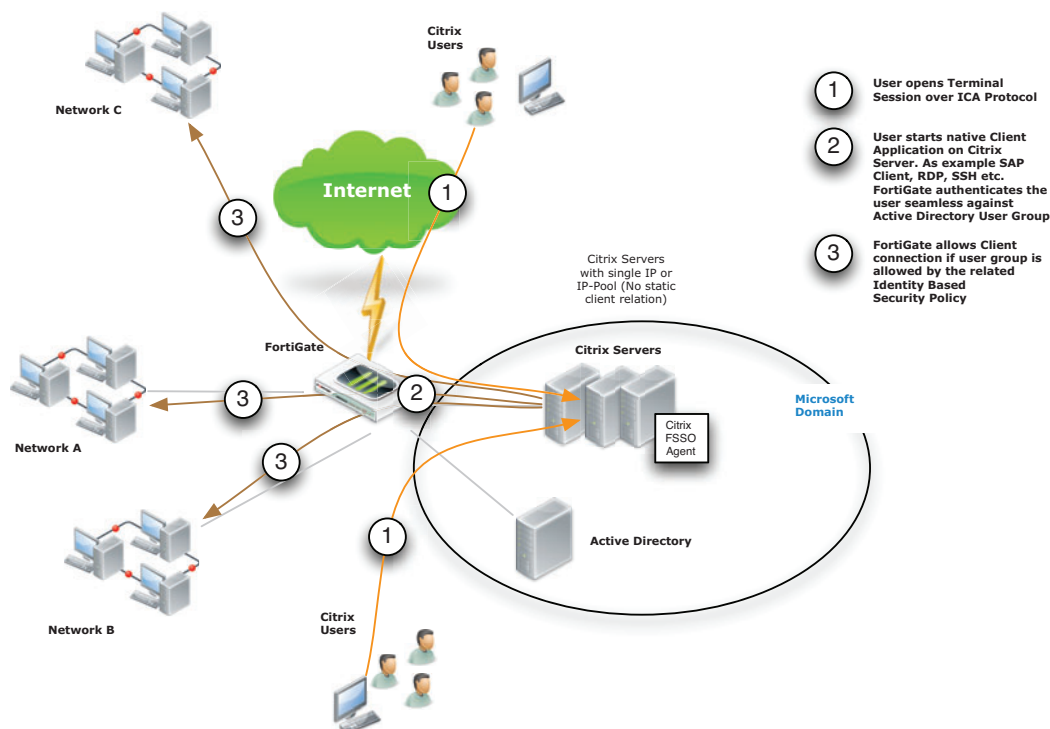 Citrix
Users
Network C
Internet
1
3
1
User opens Terminal
Session over ICA Protocol
2
User starts native Client
Application on Citrix
Server. As example SAP
Client, RDP, SSH etc.
FortiGate authenticates the
user seamless against
Active Directory User Group
3
FortiGate allows Client
connection if user group is
allowed by the related
Identity Based
Security Policy
Citrix Servers
with single IP or
IP-Pool (No static
client relation)
FortiGate
Citrix Servers
2
3
Microsoft
Domain
Citrix
FSSO
Agent
Network A
3
1
Active Directory
Network B
Citrix
Users